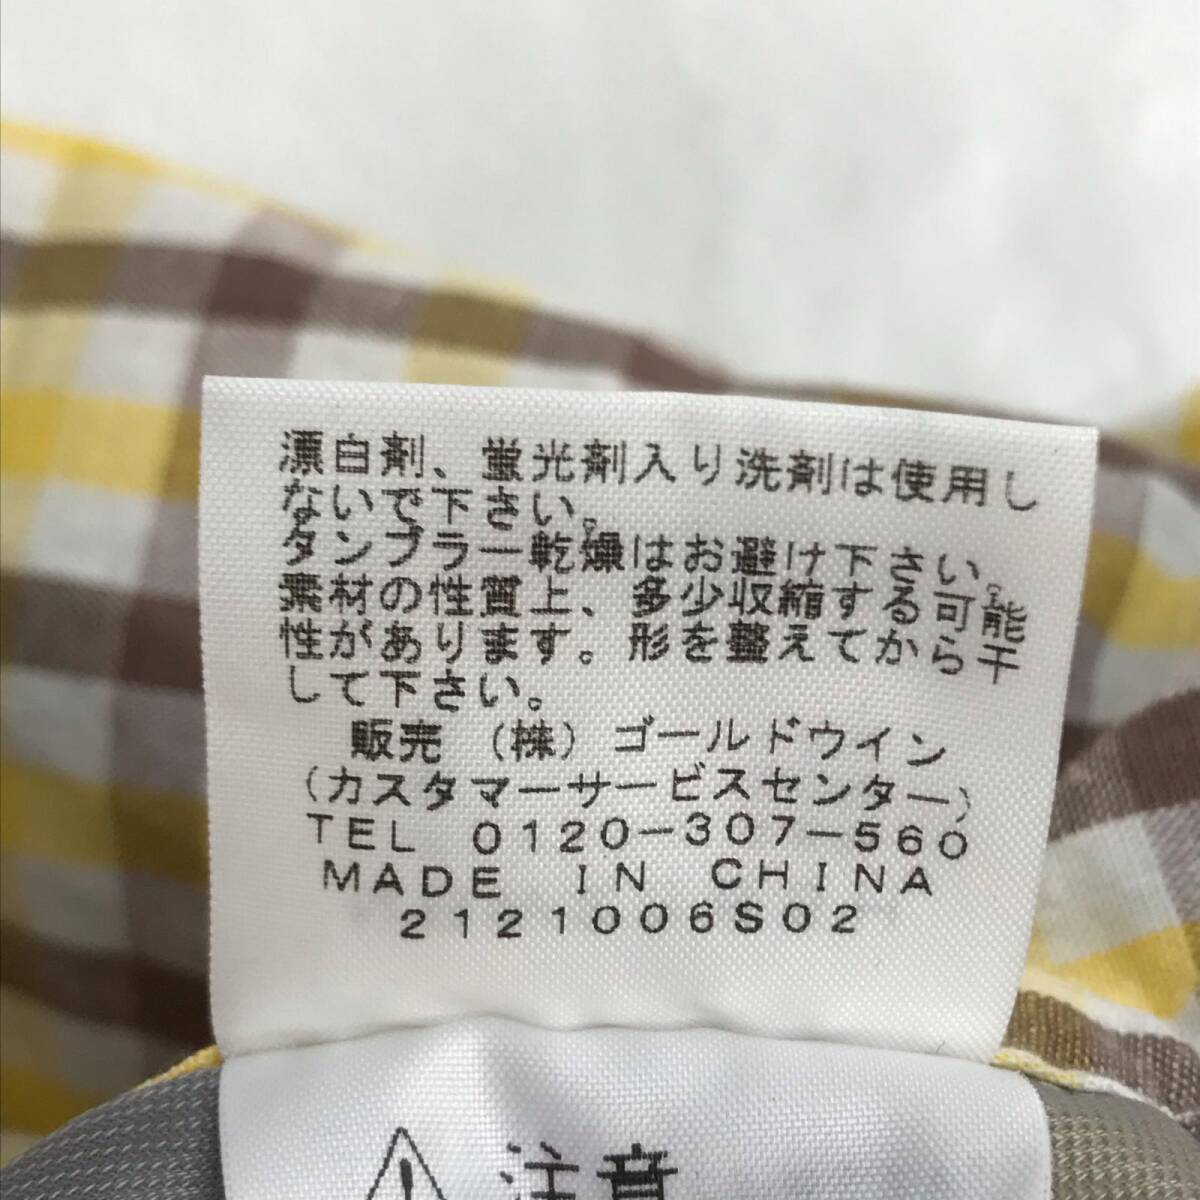 漂白剤、蛍光剤入り洗剤は使用し
ないで下さい。
タンブラー乾燥はお避け下さい。
素材の性質上、多少収縮する可能
性があります。形を整えてから干
して下さい。
販売 (株) ゴールドウイン
(カスタマーサービスセンター)
TEL 0120-307-560
MADE IN CHINA
2121006S02
注意